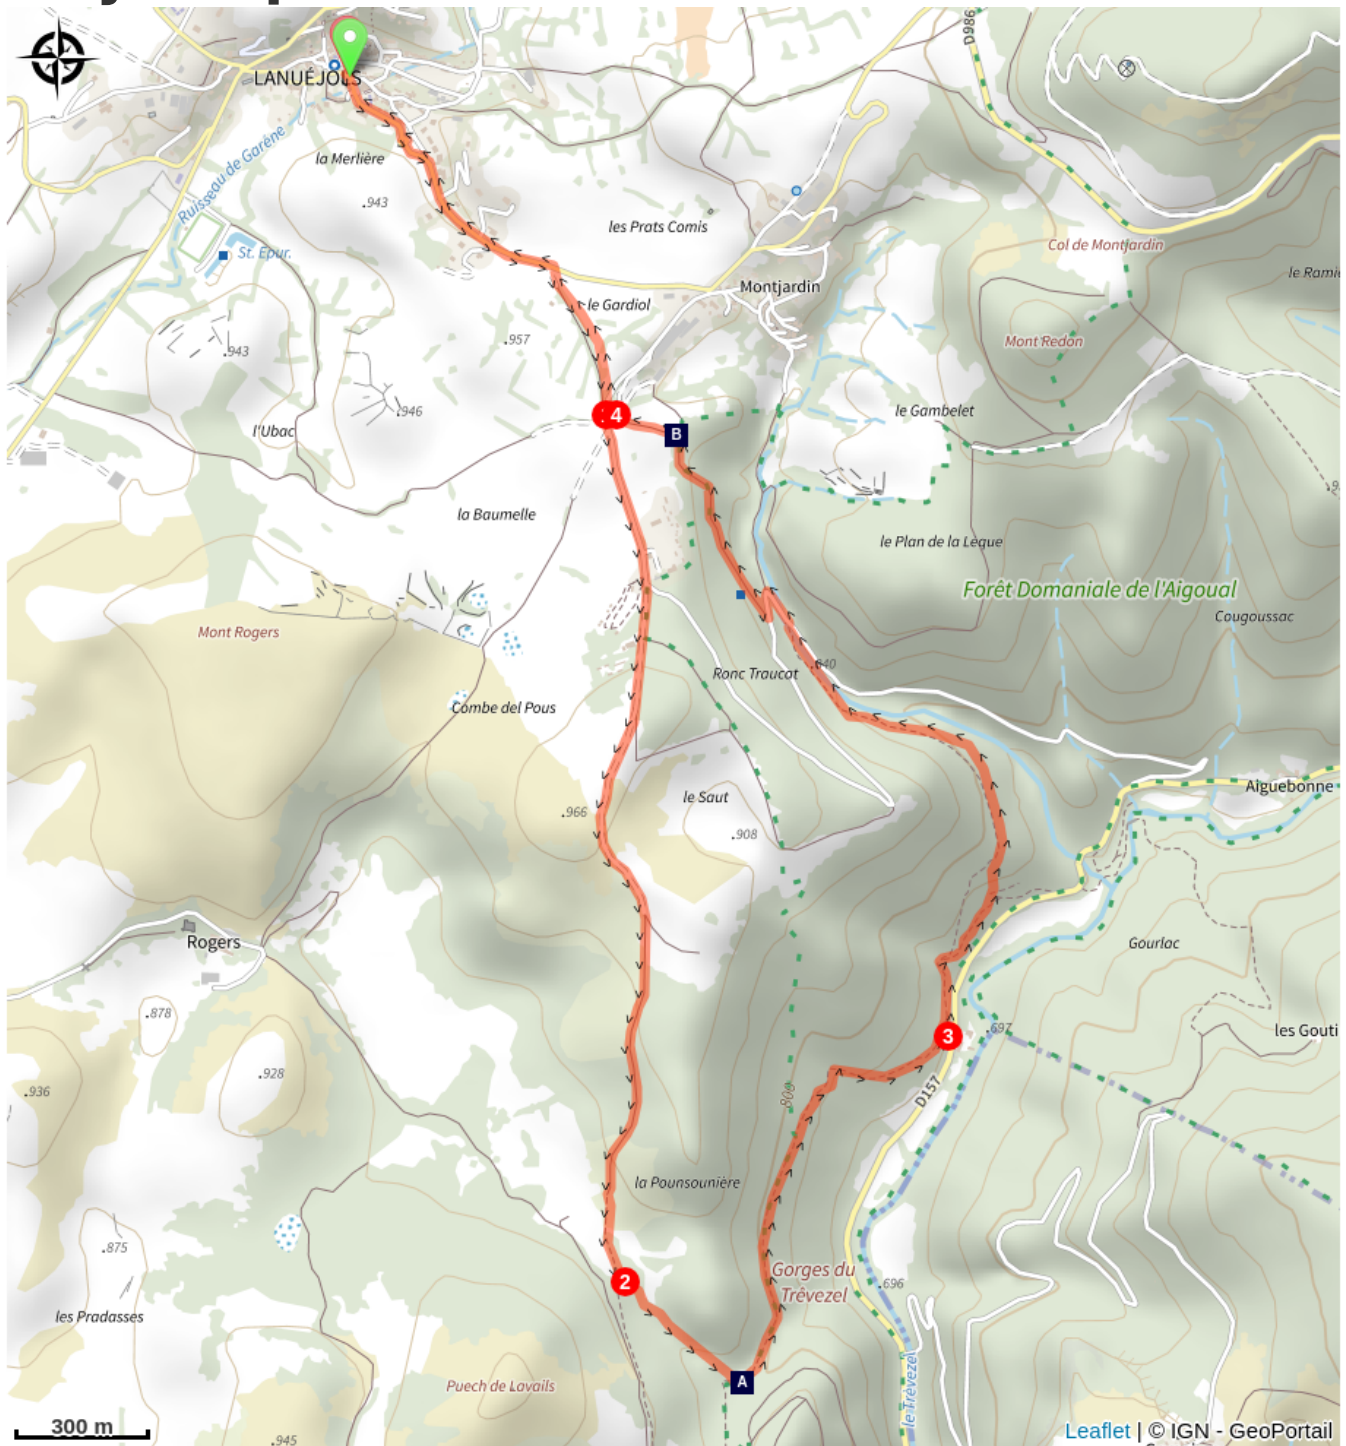 D986
LANUÉJOLS
la Merlière
.943
Ruisseau de Garène
St. Epur.
les Prats Comis
Col de Montjardin
Montjardin
le Gardiol
.957
.943
Mont Redon
.946
le Gambelet
4
B
l'Ubac
la Baumelle
le Plan de la Lèque
Forêt Domaniale de l'Aigoual
Cougoussac
Mont Rogers
Ronc Traucat
.840
Combe del Pous
le Saut
.966
.908
Aiguebonne
Rogers
Gourlac
.878
3
.697
les Gouti
.928
.936
800
D157
la Pounsounière
.875
2
Gorges du
Trévezel
.696
les Pradasses
A
le Trévezel
Puech de Lavails
300 m
.945
Leaflet | © IGN - GeoPortail